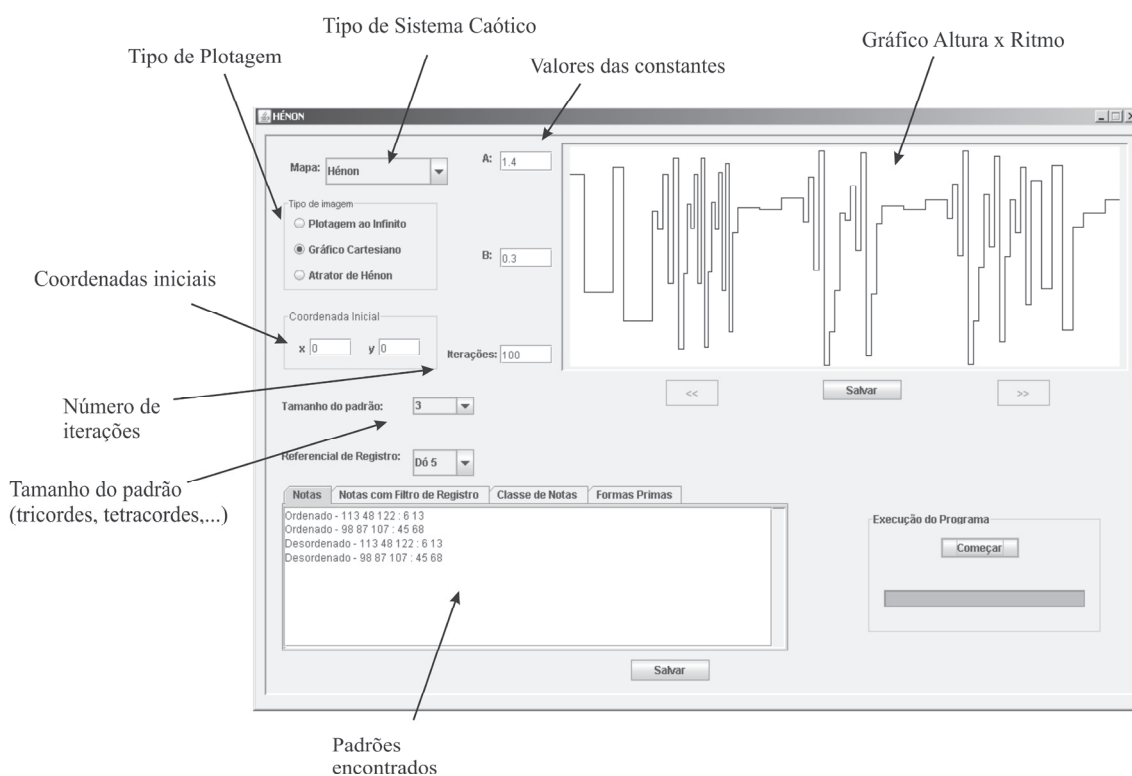 Tipo de Sistema Caótico
Tipo de Plotagem
Valores das constantes
Gráfico Altura x Ritmo
HÉNON
Mapa: Hénon
A: 1.4
Tipo de imagem
Plotagem ao Infinito
Gráfico Cartesiano
Atrator de Hénon
B: 0.3
Coordenadas iniciais
Coordenada Inicial
x 0 y 0
Iterações: 100
<< Salvar >>
Número de
iterações
Tamanho do padrão: 3
Referencial de Registro: Dó 5
Tamanho do padrão
(tricordes, tetracordes,...)
Notas Notas com Filtro de Registro Classe de Notas Formas Primas
Ordenado - 113 48 122 : 6 13
Ordenado - 98 87 107 : 45 68
Desordenado - 113 48 122 : 6 13
Desordenado - 98 87 107 : 45 68
Execução do Programa
Começar
Salvar
Padrões
encontrados